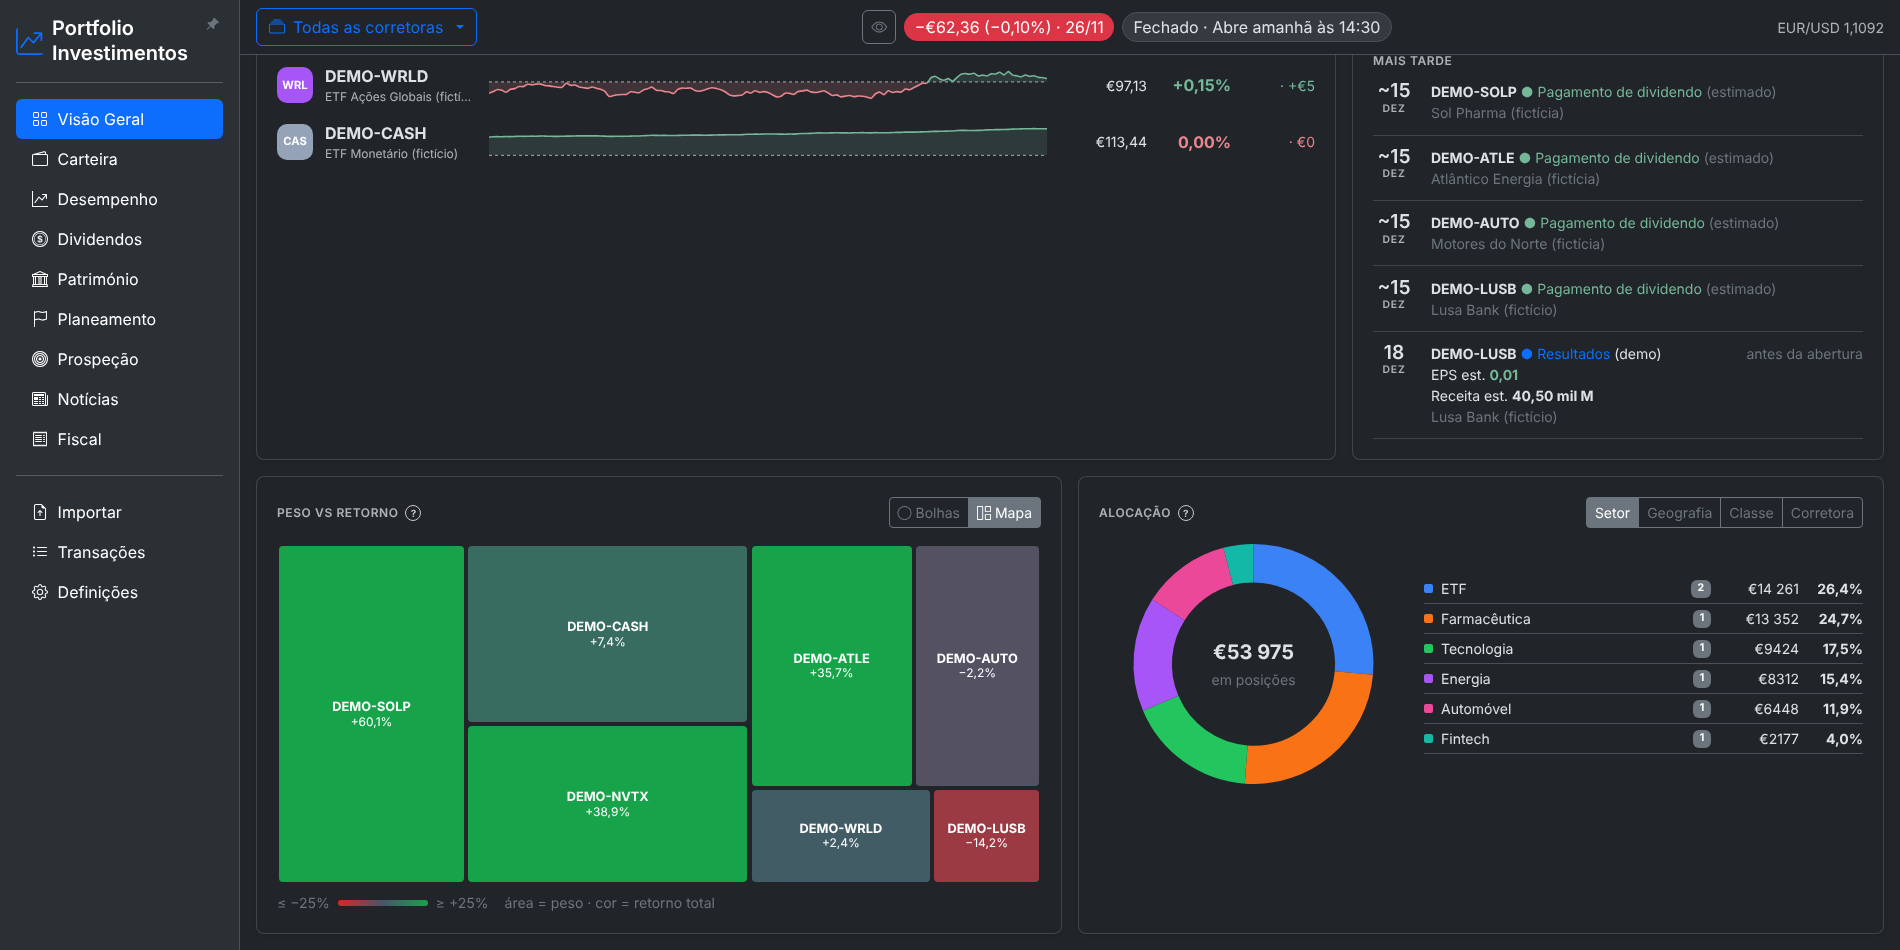 Portfolio
Investimentos
Visão Geral
Carteira
Desempenho
Dividendos
Património
Planeamento
Prospeção
Notícias
Fiscal
Importar
Transações
Definições
Todas as corretoras
−€62,36 (−0,10%) · 26/11
Fechado · Abre amanhã às 14:30
EUR/USD 1,1092
WRL
DEMO-WRLD
ETF Ações Globais (fictí…
€97,13
+0,15%
· +€5
CAS
DEMO-CASH
ETF Monetário (fictício)
€113,44
0,00%
· €0
MAIS TARDE
~15 DEZ
DEMO-SOLP Pagamento de dividendo (estimado)
Sol Pharma (fictícia)
~15 DEZ
DEMO-ATLE Pagamento de dividendo (estimado)
Atlântico Energia (fictícia)
~15 DEZ
DEMO-AUTO Pagamento de dividendo (estimado)
Motores do Norte (fictícia)
~15 DEZ
DEMO-LUSB Pagamento de dividendo (estimado)
Lusa Bank (fictício)
18 DEZ
DEMO-LUSB Resultados (demo) antes da abertura
EPS est. 0,01
Receita est. 40,50 mil M
Lusa Bank (fictício)
PESO VS RETORNO ?
Bolhas Mapa
DEMO-SOLP
+60,1%
DEMO-CASH
+7,4%
DEMO-NVTX
+38,9%
DEMO-ATLE
+35,7%
DEMO-AUTO
−2,2%
DEMO-WRLD
+2,4%
DEMO-LUSB
−14,2%
≤ −25% ≥ +25% área = peso · cor = retorno total
ALOCAÇÃO ?
Setor Geografia Classe Corretora
€53 975
em posições
ETF 2 €14 261 26,4%
Farmacêutica 1 €13 352 24,7%
Tecnologia 1 €9424 17,5%
Energia 1 €8312 15,4%
Automóvel 1 €6448 11,9%
Fintech 1 €2177 4,0%